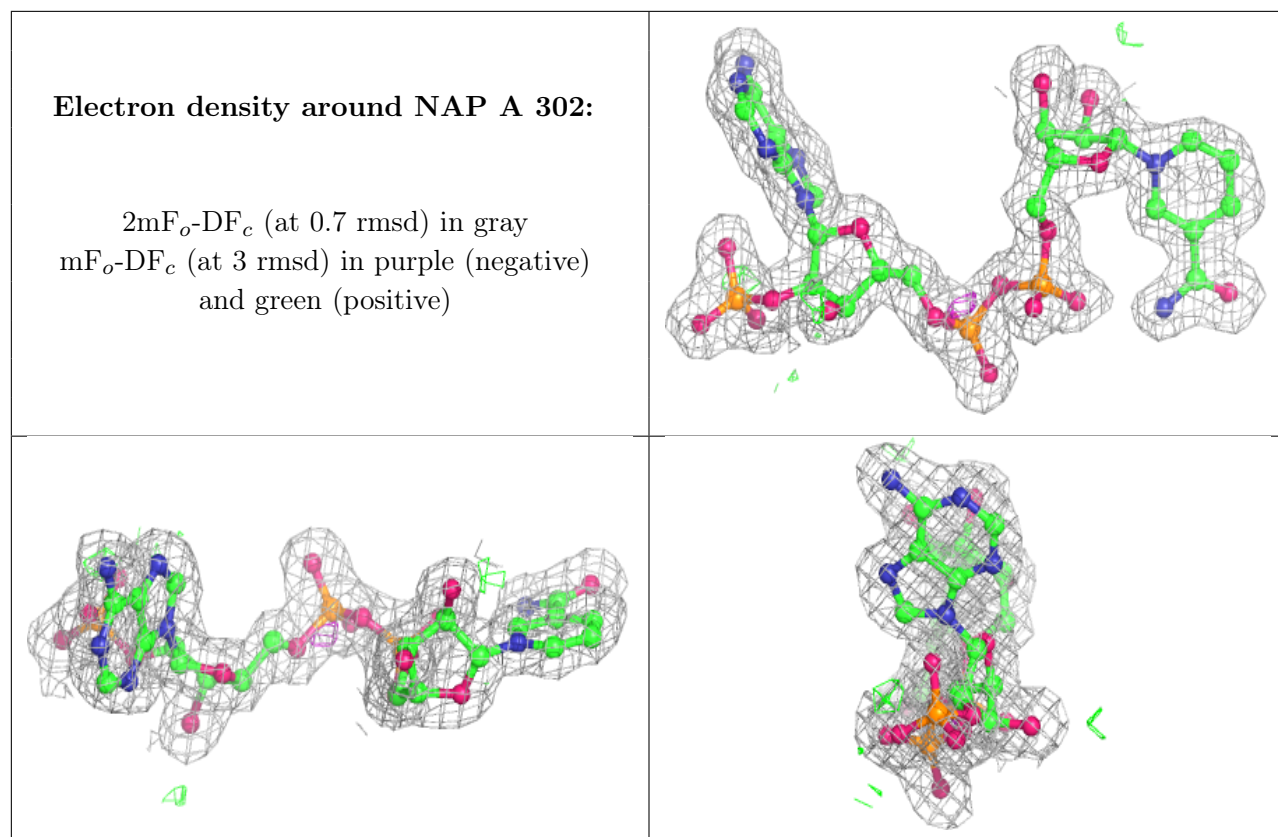 Electron density around NAP A 302:
2mFo-DFc (at 0.7 rmsd) in gray
mFo-DFc (at 3 rmsd) in purple (negative)
and green (positive)